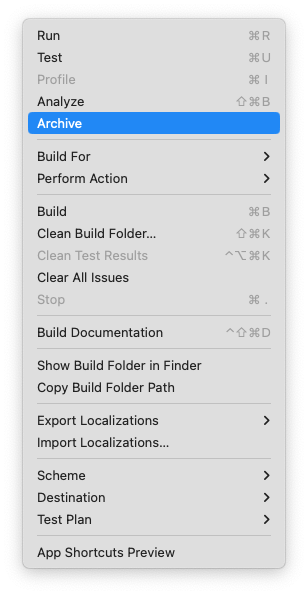 Run ⌘R
Test ⌘U
Profile ⌘I
Analyze ⇧⌘B
Archive
Build For
Perform Action
Build ⌘B
Clean Build Folder... ⇧⌘K
Clean Test Results ^⌥⌘K
Clear All Issues
Stop ⌘.
Build Documentation ^⇧⌘D
Show Build Folder in Finder
Copy Build Folder Path
Export Localizations
Import Localizations...
Scheme
Destination
Test Plan
App Shortcuts Preview